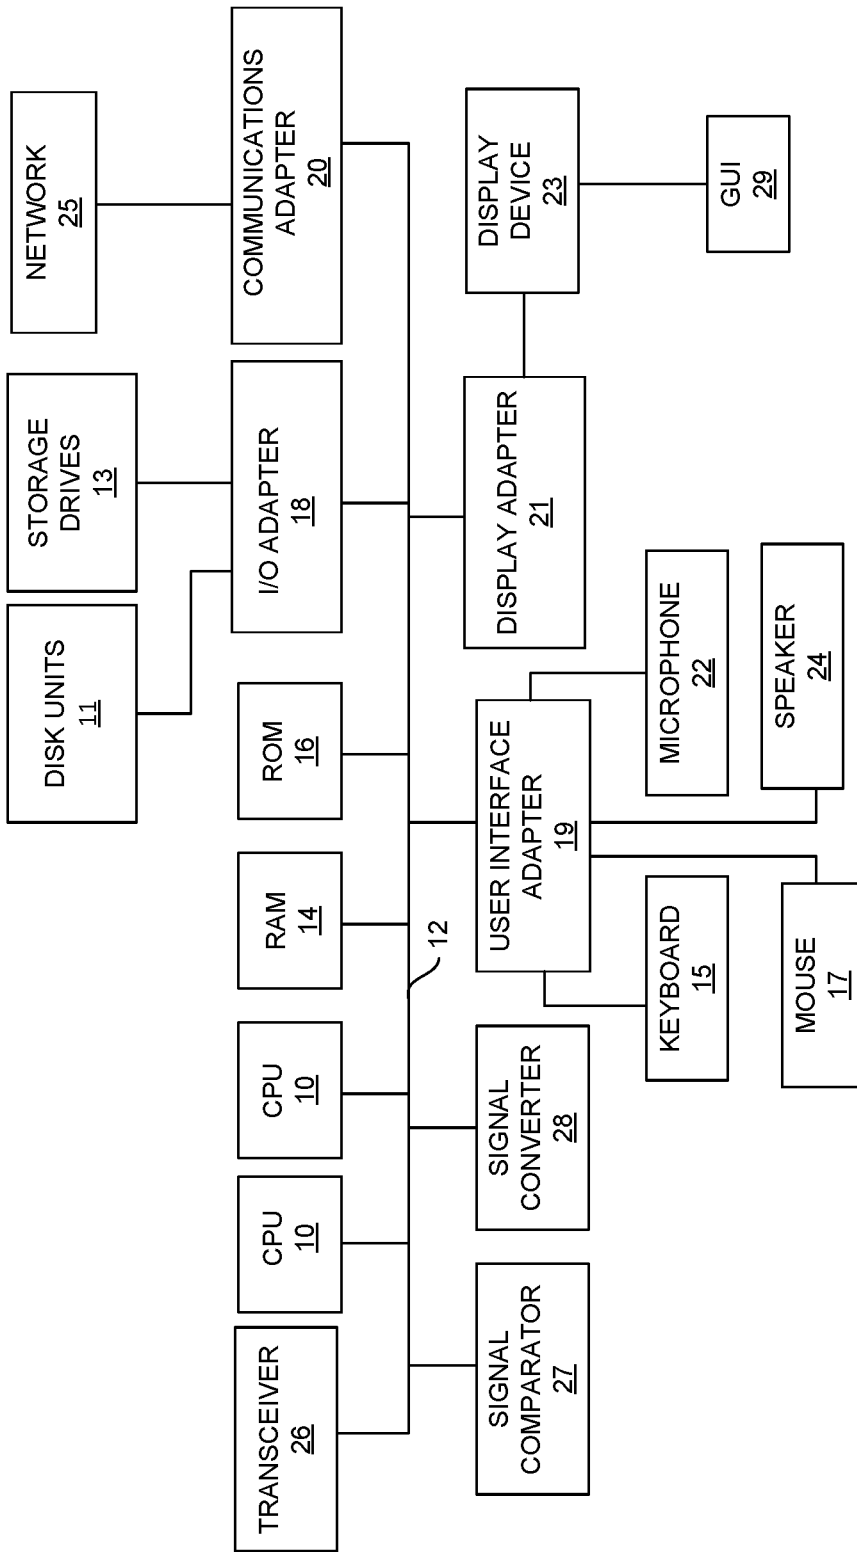 NETWORK
25
STORAGE
DRIVES
13
DISK UNITS
11
COMMUNICATIONS
ADAPTER
20
I/O ADAPTER
18
ROM
16
RAM
14
CPU
10
CPU
10
TRANSCEIVER
26
12
DISPLAY
DEVICE
23
DISPLAY ADAPTER
21
USER INTERFACE
ADAPTER
19
SIGNAL
CONVERTER
28
SIGNAL
COMPARATOR
27
GUI
29
MICROPHONE
22
KEYBOARD
15
SPEAKER
24
MOUSE
17